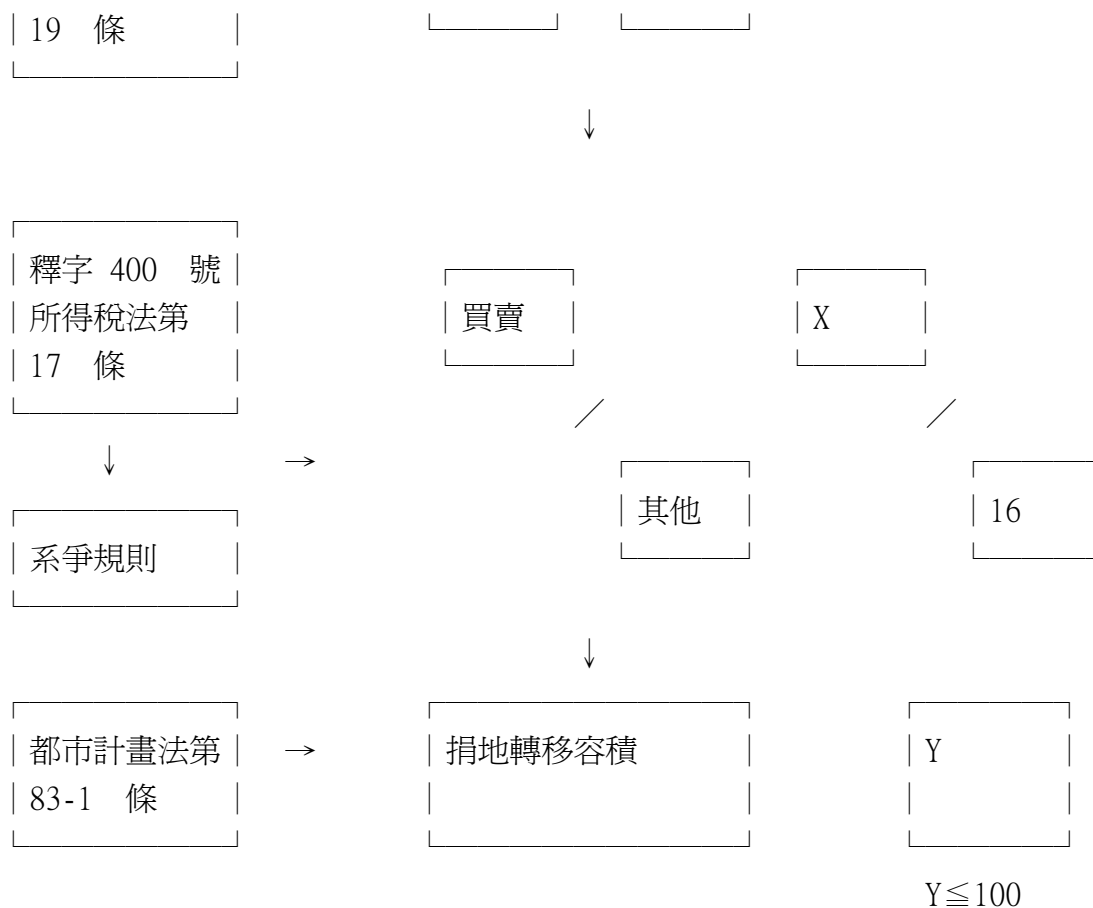 19 條
↓
釋字 400 號
所得稅法第
17 條
買賣
X
↓
→
其他
16
系爭規則
↓
都市計畫法第
83-1 條
→
捐地轉移容積
Y
Y≦100